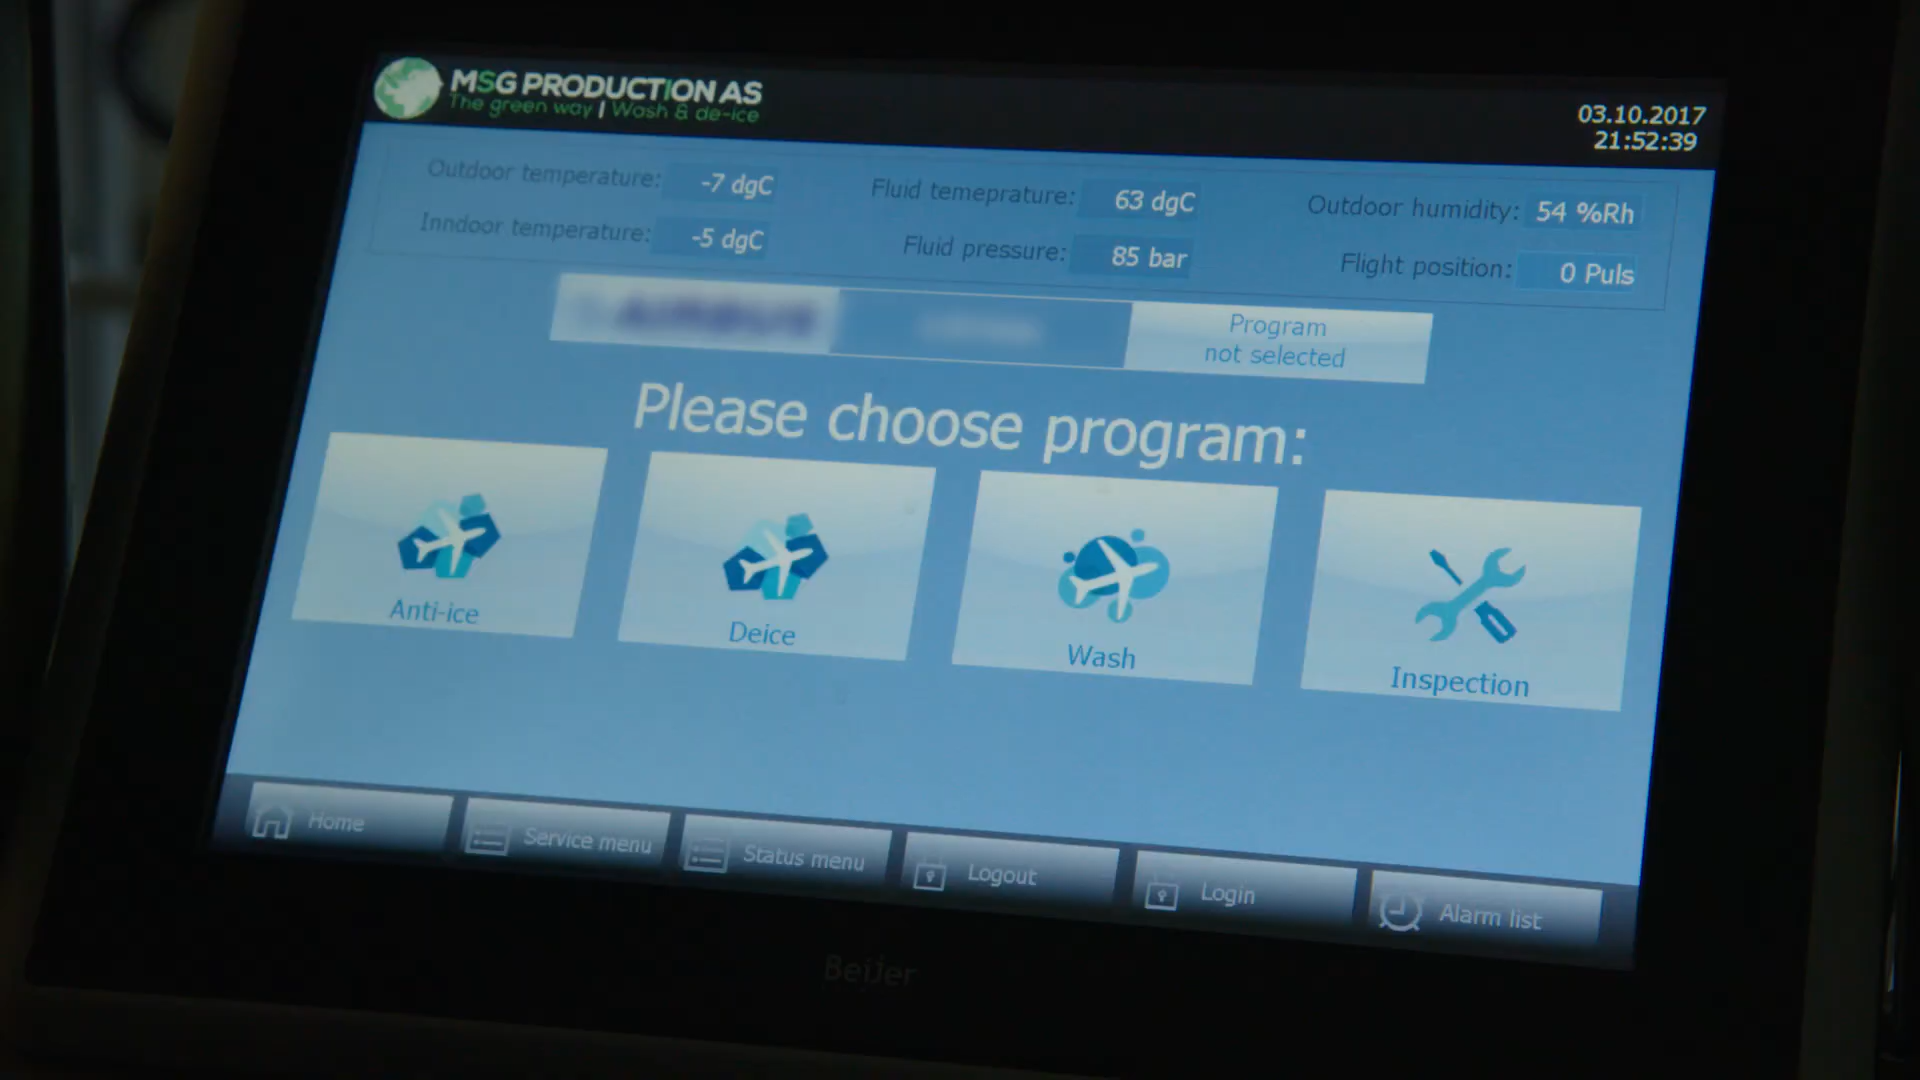 MSG PRODUCTION AS
The green way | Wash & de-ice
03.10.2017
21:52:39
Outdoor temperature: -7 dgC
Fluid temeprature: 63 dgC
Outdoor humidity: 54 %Rh
Inndoor temperature: -5 dgC
Fluid pressure: 85 bar
Flight position: 0 Puls
AIRBUS
Program
not selected
Please choose program:
Anti-ice
Deice
Wash
Inspection
Home
Service menu
Status menu
Logout
Login
Alarm list
BeiJer